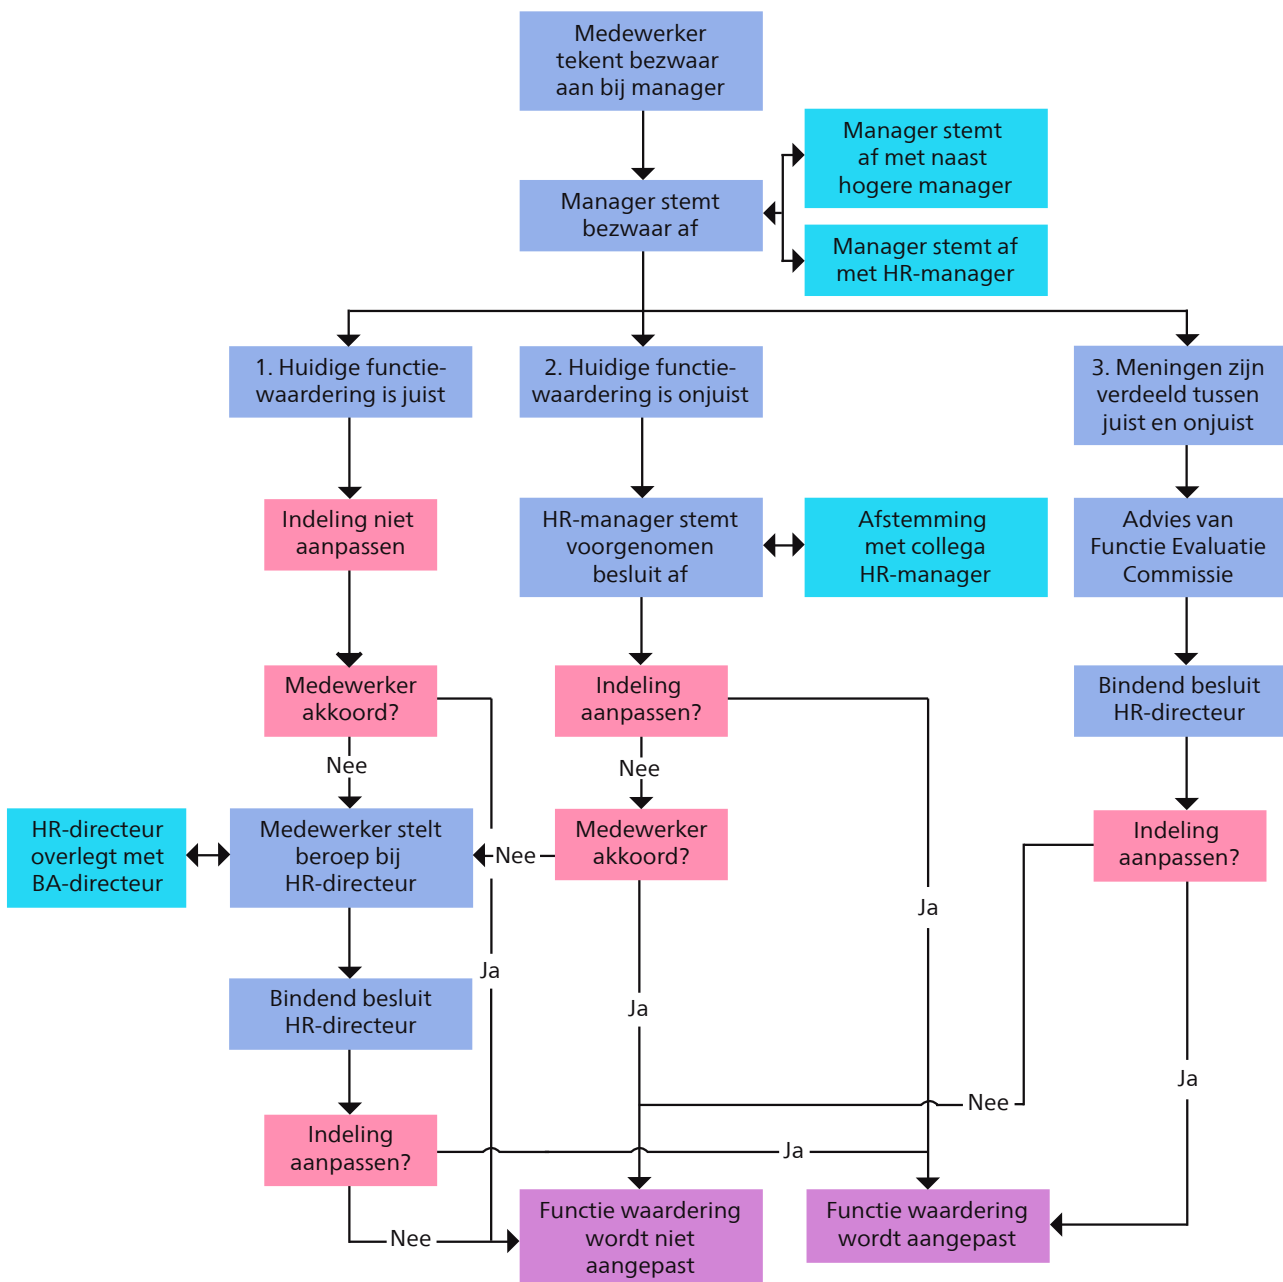 Medewerker
tekent bezwaar
aan bij manager
Manager stemt
af met naast
hogere manager
Manager stemt
bezwaar af
Manager stemt af
met HR-manager
1. Huidige functie-
waardering is juist
2. Huidige functie-
waardering is onjuist
3. Meningen zijn
verdeeld tussen
juist en onjuist
Indeling niet
aanpassen
HR-manager stemt
voorgenomen
besluit af
Afstemming
met collega
HR-manager
Advies van
Functie Evaluatie
Commissie
Medewerker
akkoord?
Indeling
aanpassen?
Bindend besluit
HR-directeur
Nee
Nee
HR-directeur
overlegt met
BA-directeur
Medewerker stelt
beroep bij
HR-directeur
Nee
Medewerker
akkoord?
Indeling
aanpassen?
Ja
Ja
Bindend besluit
HR-directeur
Ja
Ja
Nee
Indeling
aanpassen?
Ja
Nee
Functie waardering
wordt niet
aangepast
Functie waardering
wordt aangepast